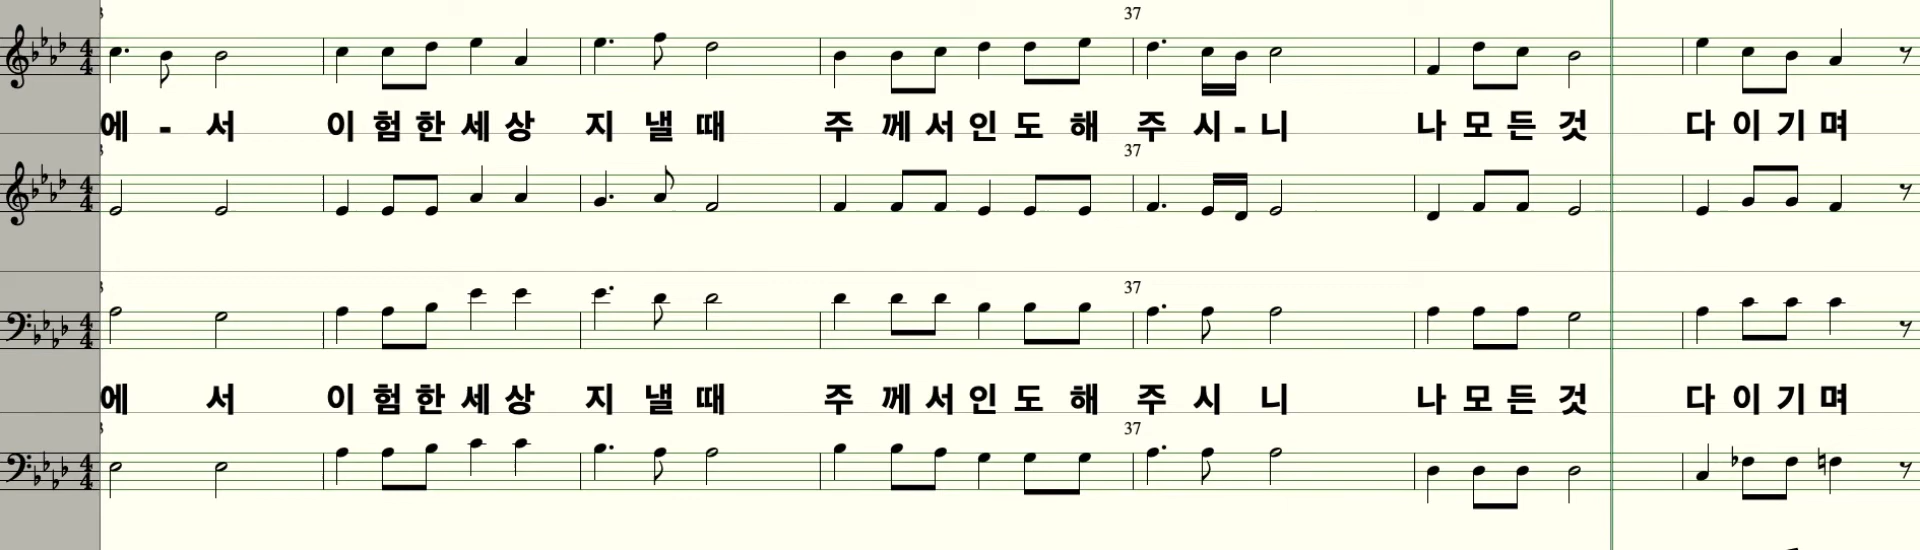 37
에 - 서 이 험 한 세 상 지 낼 때 주 께 서 인 도 해 주 시 - 니 나 모 든 것 다 이 기 며
37
37
에 서 이 험 한 세 상 지 낼 때 주 께 서 인 도 해 주 시 니 나 모 든 것 다 이 기 며
37